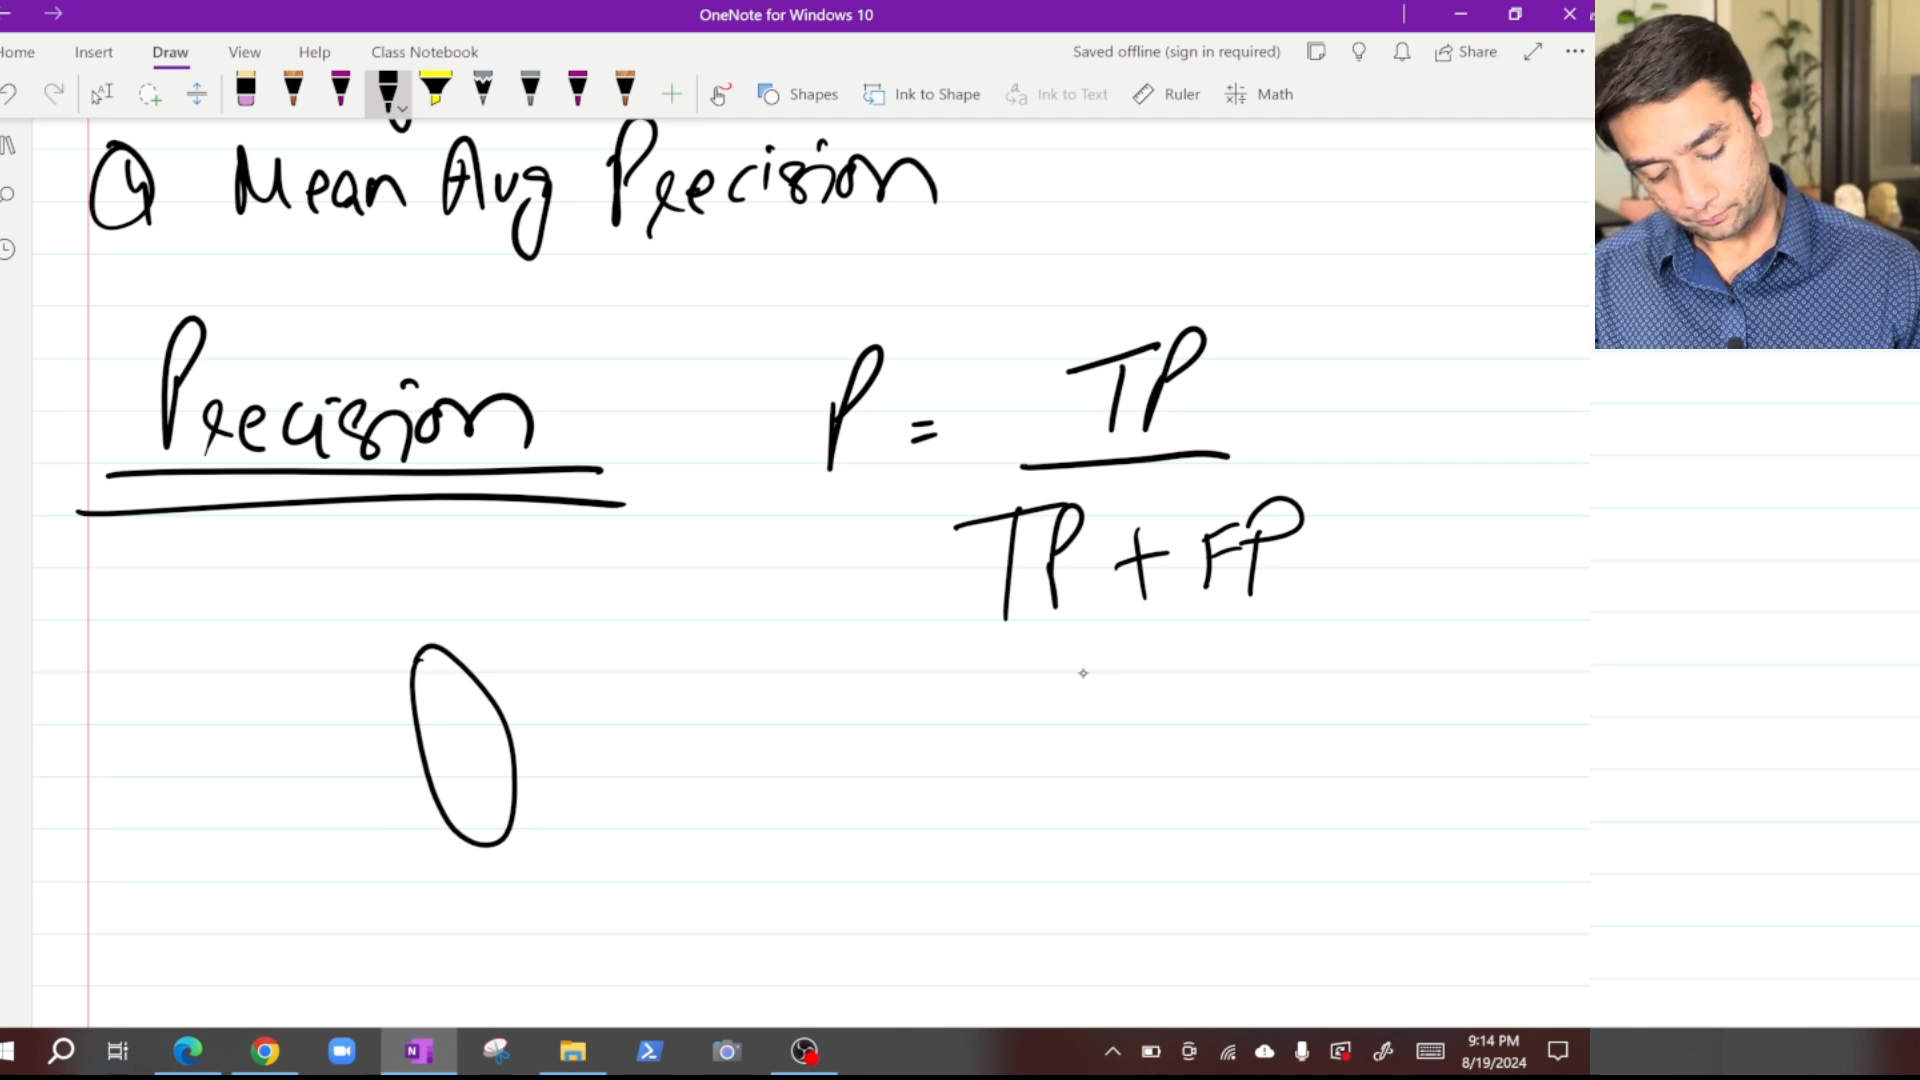 OneNote for Windows 10
Home Insert Draw View Help Class Notebook Saved offline (sign in required) Share
Shapes Ink to Shape Ink to Text Ruler Math
④ Mean Avg Precision
Precision P = TP
TP + FP
9:14 PM
8/19/2024